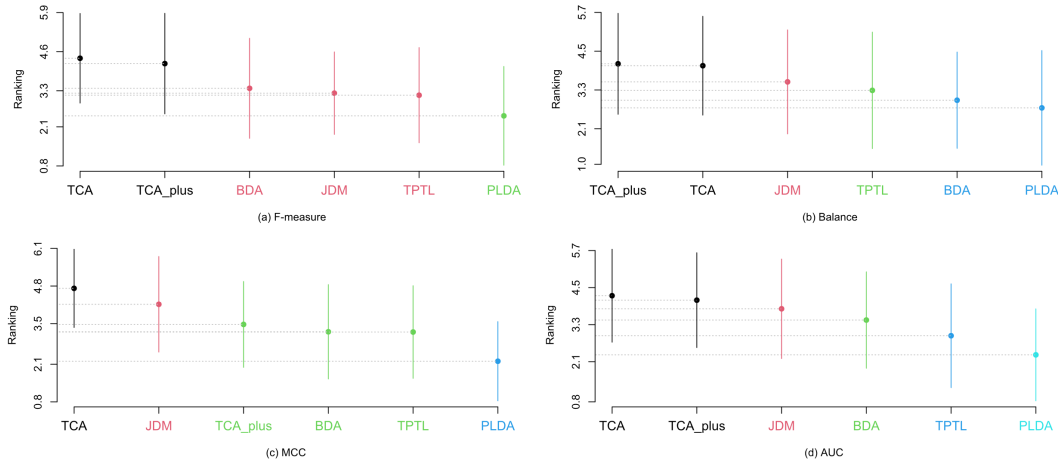 Ranking
5.9
4.6
3.3
2.1
0.8
TCA TCA_plus BDA JDM TPTL PLDA
(a) F-measure
Ranking
5.7
4.5
3.3
2.1
1.0
TCA_plus TCA JDM TPTL BDA PLDA
(b) Balance
Ranking
6.1
4.8
3.5
2.1
0.8
TCA JDM TCA_plus BDA TPTL PLDA
(c) MCC
Ranking
5.7
4.5
3.3
2.1
0.8
TCA TCA_plus JDM BDA TPTL PLDA
(d) AUC